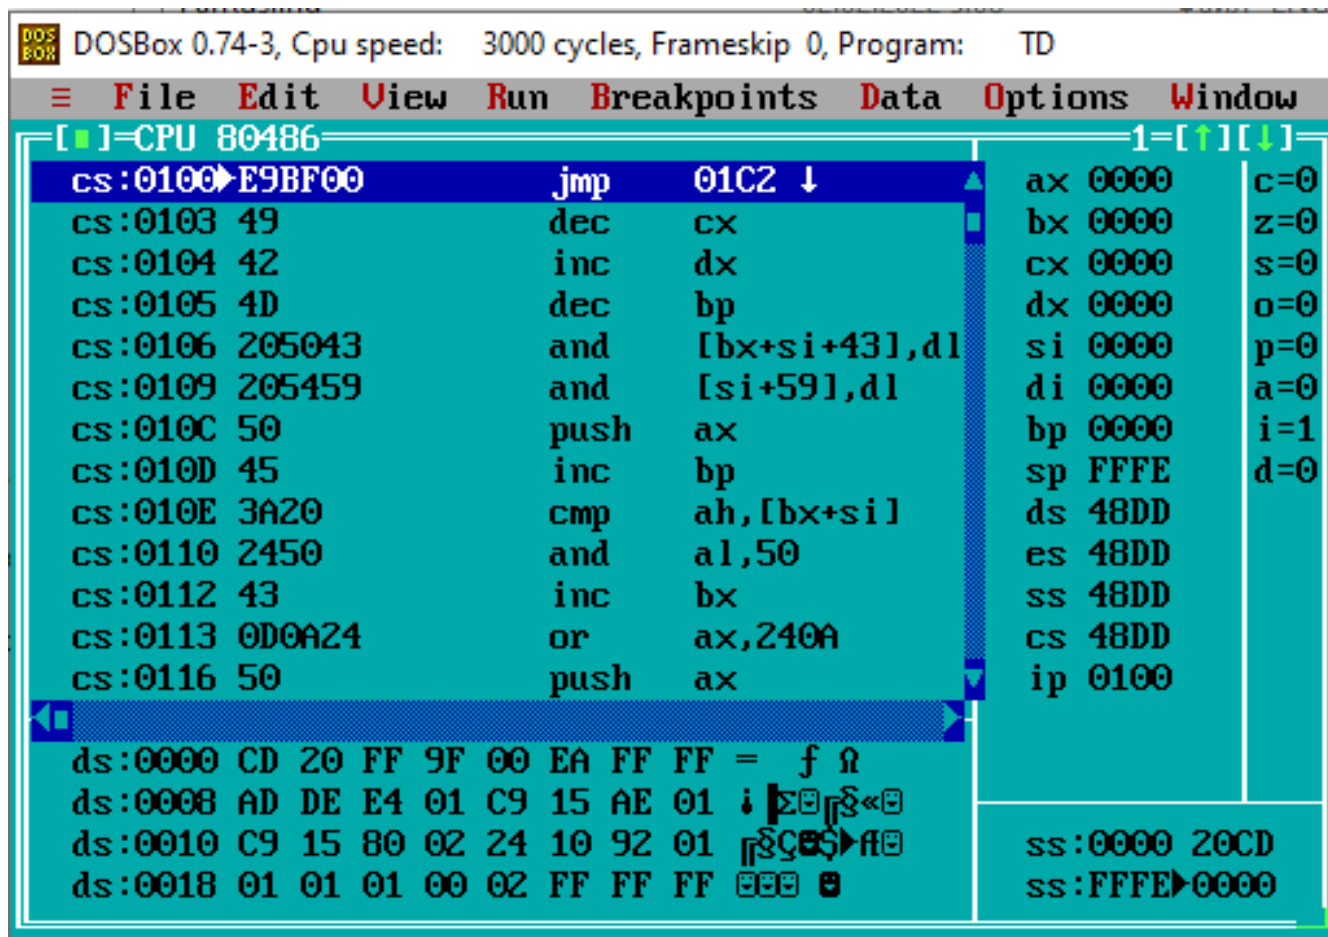 DOSBox 0.74-3, Cpu speed: 3000 cycles, Frameskip 0, Program: TD
≡ File Edit View Run Breakpoints Data Options Window
[■]=CPU 80486 1=[↑][↓]
cs:0100►E9BF00 jmp 01C2 ↓ ax 0000 c=0
cs:0103 49 dec cx bx 0000 z=0
cs:0104 42 inc dx cx 0000 s=0
cs:0105 4D dec bp dx 0000 o=0
cs:0106 205043 and [bx+si+43],dl si 0000 p=0
cs:0109 205459 and [si+59],dl di 0000 a=0
cs:010C 50 push ax bp 0000 i=1
cs:010D 45 inc bp sp FFFE d=0
cs:010E 3A20 cmp ah,[bx+si] ds 48DD
cs:0110 2450 and al,50 es 48DD
cs:0112 43 inc bx ss 48DD
cs:0113 0D0A24 or ax,240A cs 48DD
cs:0116 50 push ax ip 0100
ds:0000 CD 20 FF 9F 00 EA FF FF = ƒ Ω
ds:0008 AD DE E4 01 C9 15 AE 01 ¡▐Σ☺╔§«☺
ds:0010 C9 15 80 02 24 10 92 01 ╔§Ç☻$►Æ☺ ss:0000 20CD
ds:0018 01 01 01 00 02 FF FF FF ☺☺☺ ☻ ss:FFFE►0000